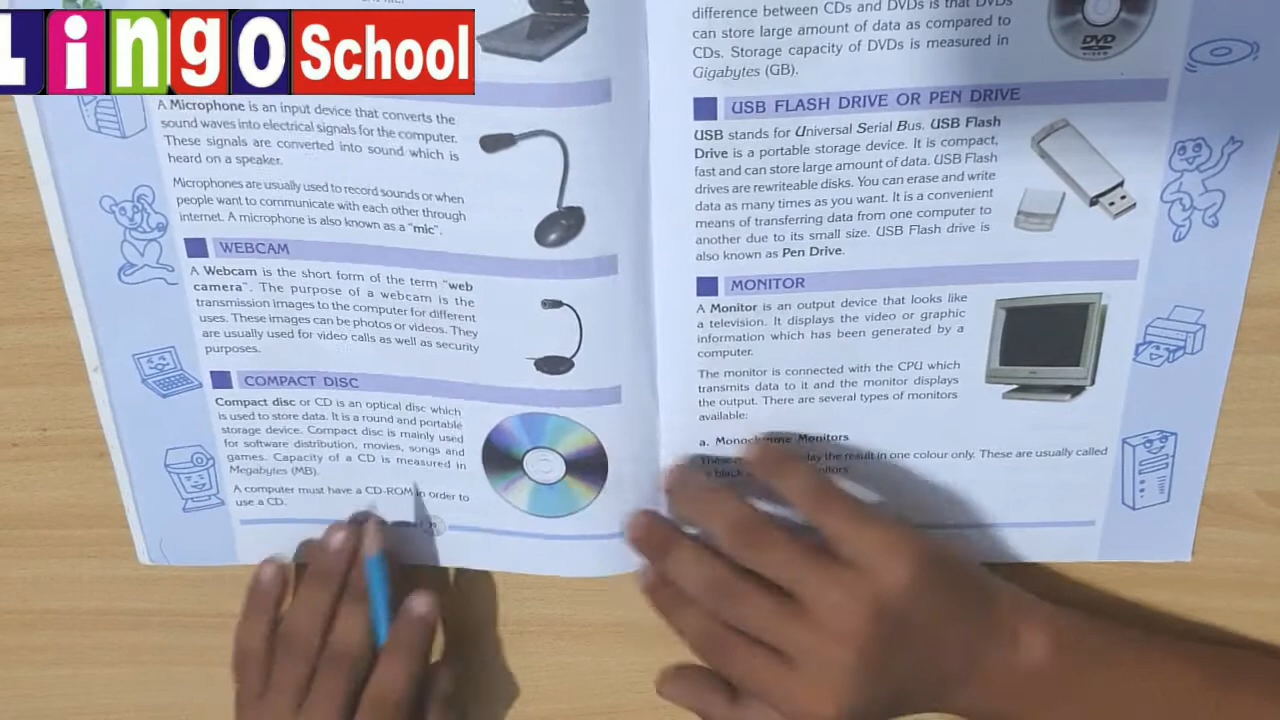 Lingo School
A Microphone is an input device that converts the
sound waves into electrical signals for the computer.
These signals are converted into sound which is
heard on a speaker.
Microphones are usually used to record sounds or when
people want to communicate with each other through
internet. A microphone is also known as a "mic".
WEBCAM
A Webcam is the short form of the term "web
camera". The purpose of a webcam is the
transmission images to the computer for different
uses. These images can be photos or videos. They
are usually used for video calls as well as security
purposes.
COMPACT DISC
Compact disc or CD is an optical disc which
is used to store data. It is a round and portable
storage device. Compact disc is mainly used
for software distribution, movies, songs and
games. Capacity of a CD is measured in
Megabytes (MB).
A computer must have a CD-ROM in order to
use a CD.
difference between CDs and DVDs is that DVDs
can store large amount of data as compared to
CDs. Storage capacity of DVDs is measured in
Gigabytes (GB).
DVD
USB FLASH DRIVE OR PEN DRIVE
USB stands for Universal Serial Bus. USB Flash
Drive is a portable storage device. It is compact,
fast and can store large amount of data. USB Flash
drives are rewriteable disks. You can erase and write
data as many times as you want. It is a convenient
means of transferring data from one computer to
another due to its small size. USB Flash drive is
also known as Pen Drive.
MONITOR
A Monitor is an output device that looks like
a television. It displays the video or graphic
information which has been generated by a
computer.
The monitor is connected with the CPU which
transmits data to it and the monitor displays
the output. There are several types of monitors
available:
a. Monochrome Monitors
These the result in one colour only. These are usually called
black